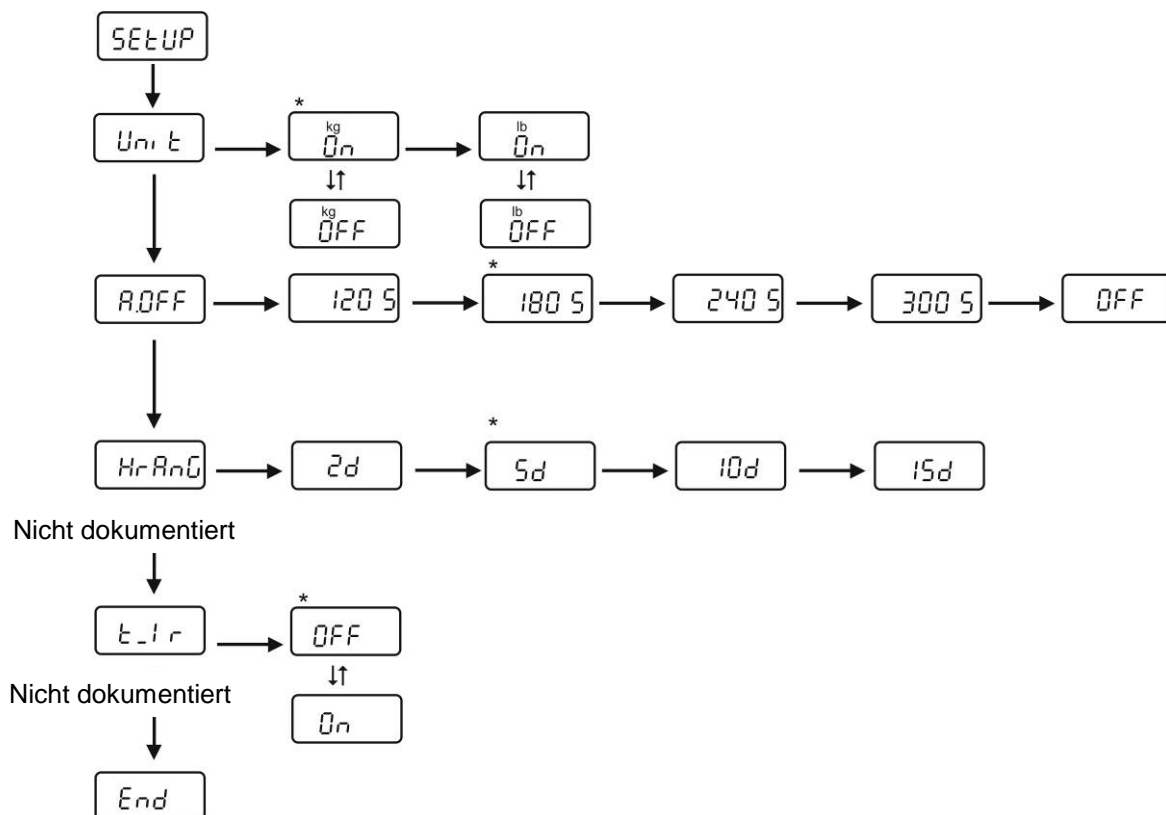 SEtUP
*
Unit
kg
On
lb
On
kg
OFF
lb
OFF
*
A.OFF
120 S
180 S
240 S
300 S
OFF
*
HrAnG
2d
5d
10d
15d
Nicht dokumentiert
*
t_Ir
OFF
Nicht dokumentiert
On
End